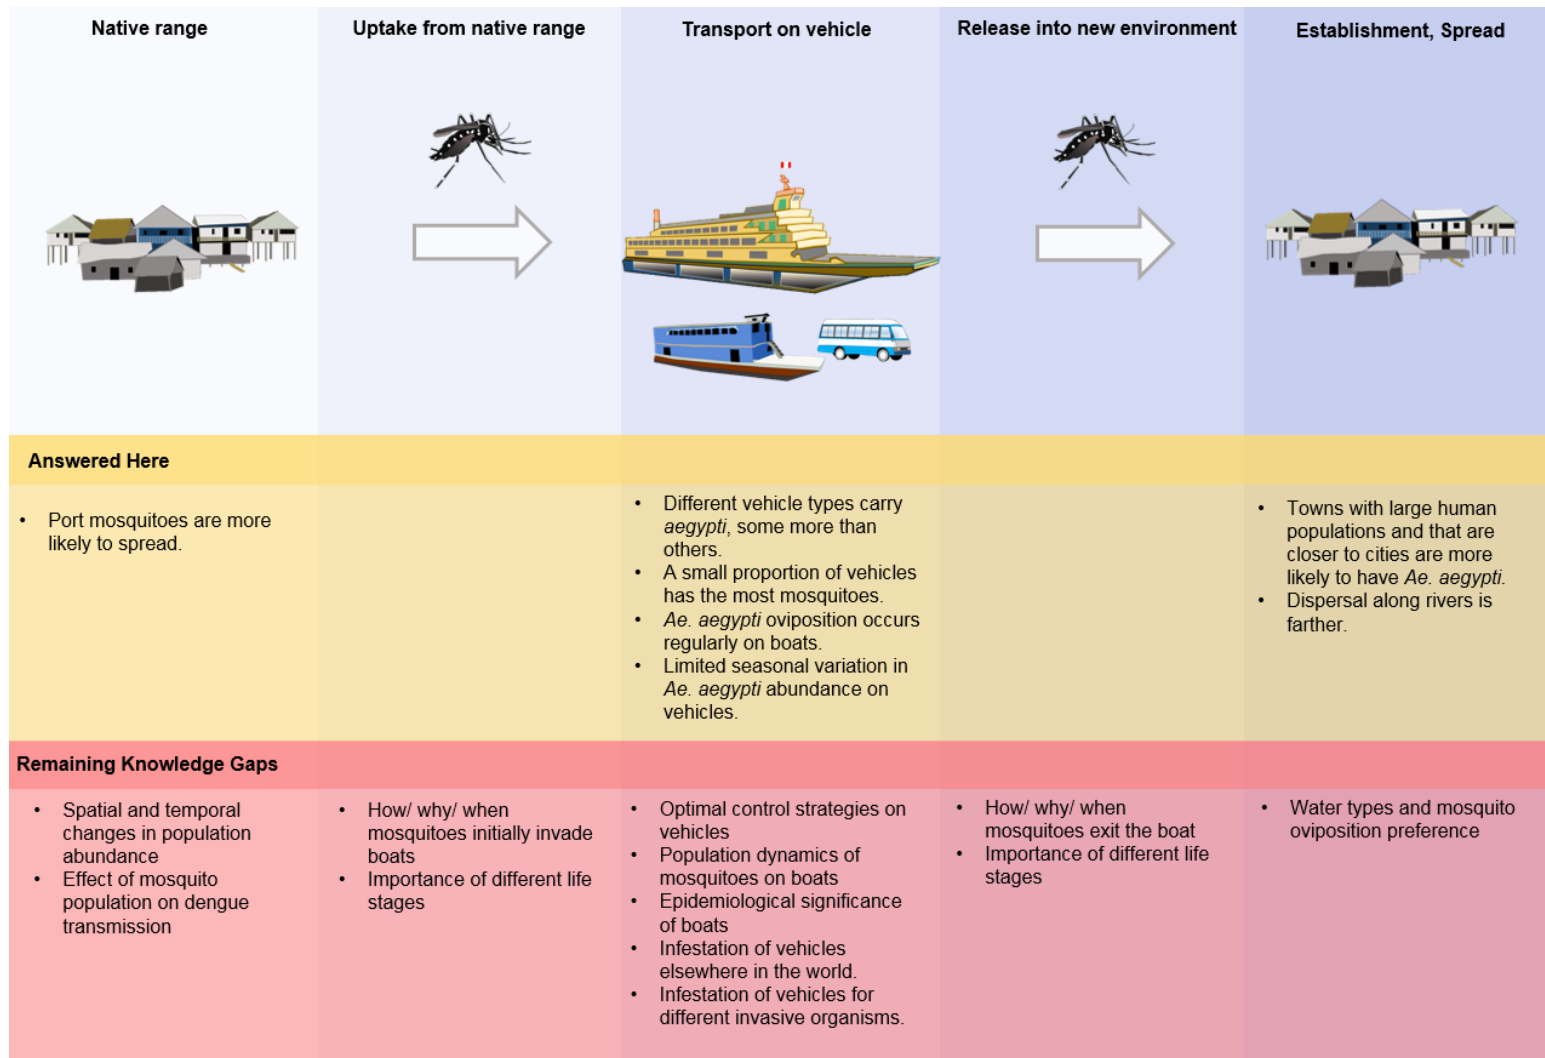 Native range
Uptake from native range
Transport on vehicle
Release into new environment
Establishment, Spread
Answered Here
• Port mosquitoes are more
likely to spread.
• Different vehicle types carry
aegypti, some more than
others.
• A small proportion of vehicles
has the most mosquitoes.
• Ae. aegypti oviposition occurs
regularly on boats.
• Limited seasonal variation in
Ae. aegypti abundance on
vehicles.
• Towns with large human
populations and that are
closer to cities are more
likely to have Ae. aegypti.
• Dispersal along rivers is
farther.
Remaining Knowledge Gaps
• Spatial and temporal
changes in population
abundance
• Effect of mosquito
population on dengue
transmission
• How/ why/ when
mosquitoes initially invade
boats
• Importance of different life
stages
• Optimal control strategies on
vehicles
• Population dynamics of
mosquitoes on boats
• Epidemiological significance
of boats
• Infestation of vehicles
elsewhere in the world.
• Infestation of vehicles for
different invasive organisms.
• How/ why/ when
mosquitoes exit the boat
• Importance of different life
stages
• Water types and mosquito
oviposition preference